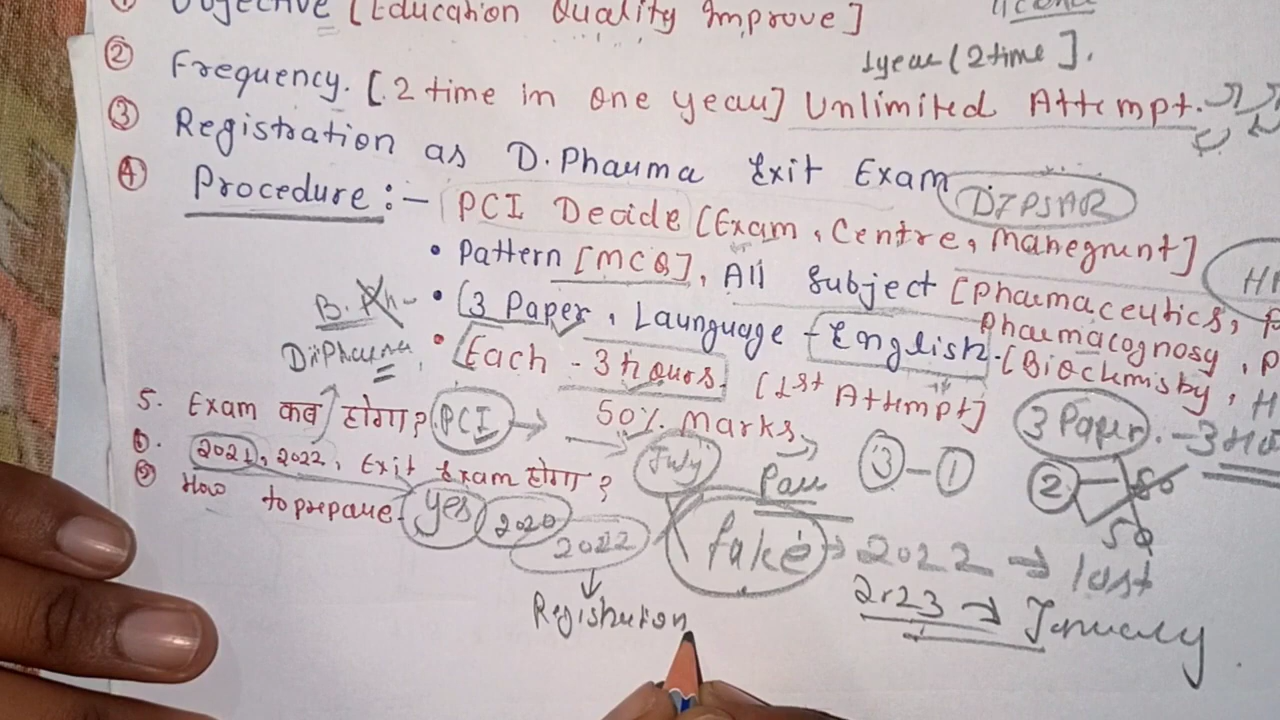 ① Objective [Education Quality Improve]
1year (2time].
② Frequency. [2 time in one year] Unlimited Attempt.
③ Registration as D.Pharma Exit Exam
DIPSAR
④ Procedure :- PCI Decide [Exam, Centre, Manegment]
• Pattern [MCQ], All Subject [Pharmaceutics,
B.Ph- • [3 Paper, Launguage - English. Pharmacognosy,
D.Pharma • [Each - 3 hours. [1st Attempt] [Biochemisby,
5. Exam कब होगा? PCI → 50% Marks
3 Paper. - 3
6. 2021, 2022, Exit Exam होगा?
July
Pass
③ - ①
② 50
50
How to prepare. yes 2020
2022
fake → 2022 → last
2023 → January
Registration